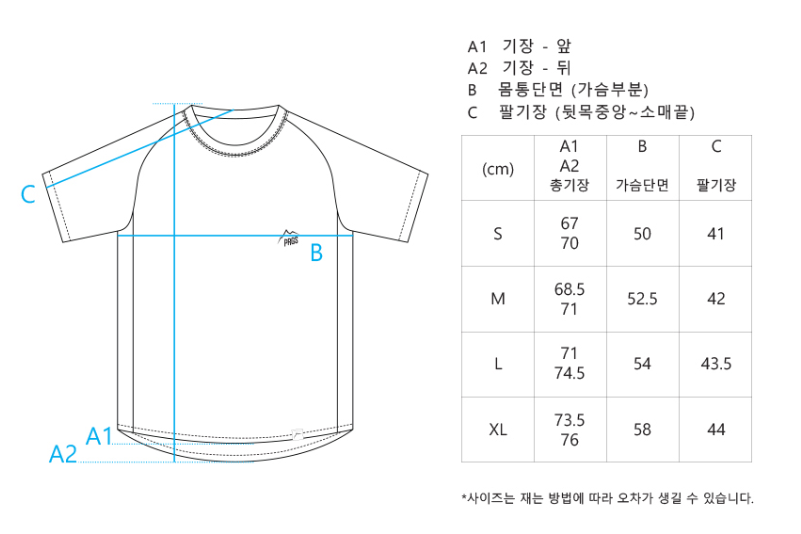 A1 기장 - 앞
A2 기장 - 뒤
B 몸통단면 (가슴부분)
C 팔기장 (뒷목중앙~소매끝)
(cm)
A1
A2
총기장
B
가슴단면
C
팔기장
S
67
70
50
41
M
68.5
71
52.5
42
L
71
74.5
54
43.5
XL
73.5
76
58
44
*사이즈는 재는 방법에 따라 오차가 생길 수 있습니다.
C
PRGS
B
A1
A2